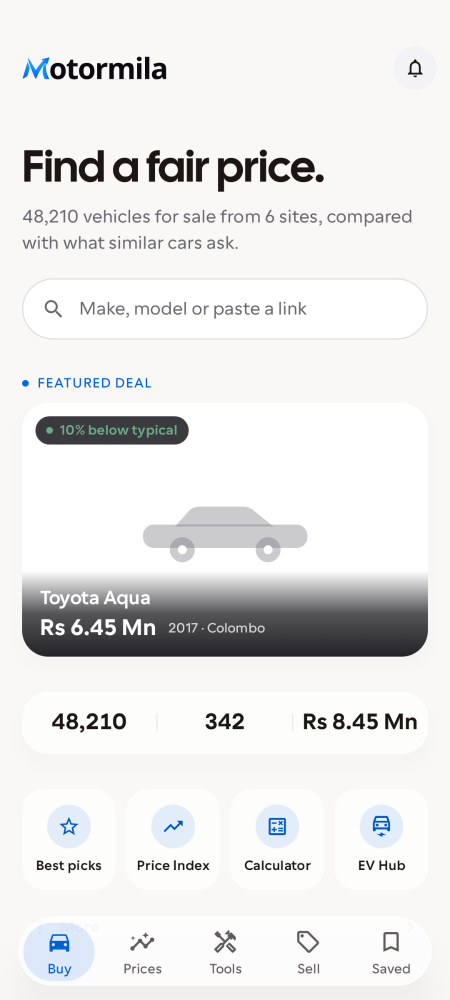 Motormila
Find a fair price.
48,210 vehicles for sale from 6 sites, compared
with what similar cars ask.
Make, model or paste a link
FEATURED DEAL
10% below typical
Toyota Aqua
Rs 6.45 Mn 2017 · Colombo
48,210 342 Rs 8.45 Mn
Best picks Price Index Calculator EV Hub
More
Buy Prices Tools Sell Saved